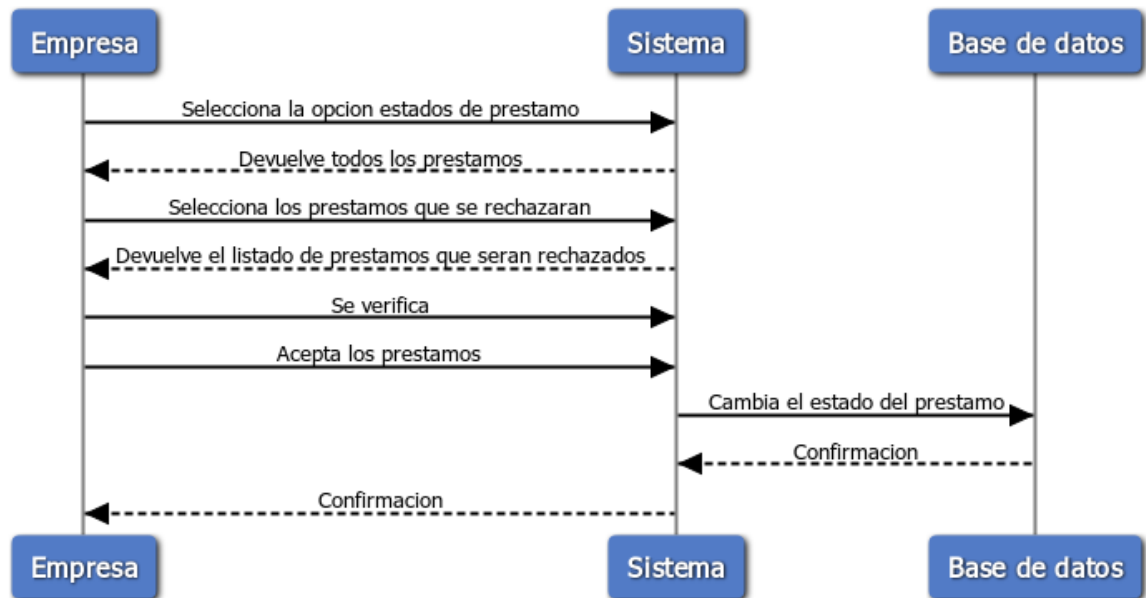 Empresa
Sistema
Base de datos
Selecciona la opcion estados de prestamo
Devuelve todos los prestamos
Selecciona los prestamos que se rechazaran
Devuelve el listado de prestamos que seran rechazados
Se verifica
Acepta los prestamos
Cambia el estado del prestamo
Confirmacion
Confirmacion
Empresa
Sistema
Base de datos